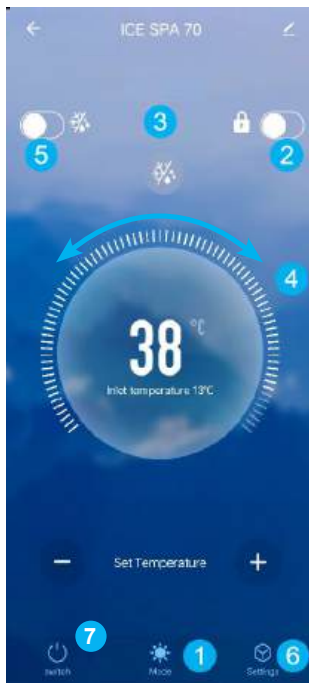 ICE SPA 70
3
5
2
4
38 °C
Inlet temperature 13°C
− Set Temperature +
7
1
6
switch Mode Settings